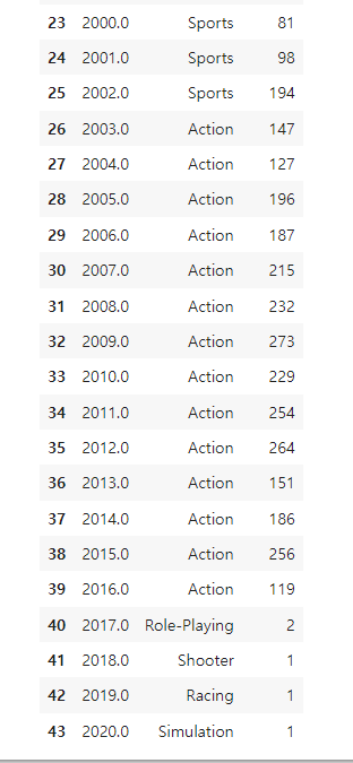 23 2000.0 Sports 81
24 2001.0 Sports 98
25 2002.0 Sports 194
26 2003.0 Action 147
27 2004.0 Action 127
28 2005.0 Action 196
29 2006.0 Action 187
30 2007.0 Action 215
31 2008.0 Action 232
32 2009.0 Action 273
33 2010.0 Action 229
34 2011.0 Action 254
35 2012.0 Action 264
36 2013.0 Action 151
37 2014.0 Action 186
38 2015.0 Action 256
39 2016.0 Action 119
40 2017.0 Role-Playing 2
41 2018.0 Shooter 1
42 2019.0 Racing 1
43 2020.0 Simulation 1